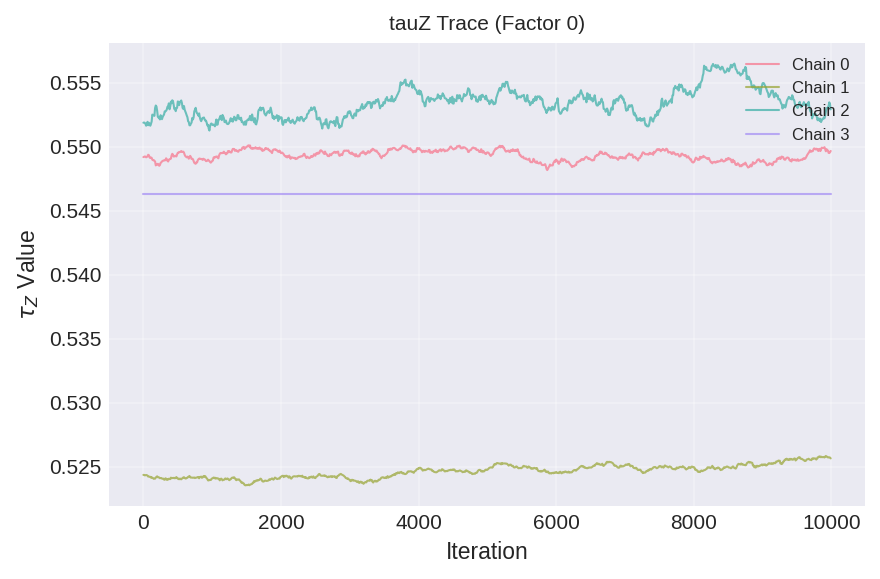 tauZ Trace (Factor 0)
Chain 0
Chain 1
Chain 2
Chain 3
0.555
0.550
0.545
0.540
0.535
0.530
0.525
τZ Value
0 2000 4000 6000 8000 10000
Iteration